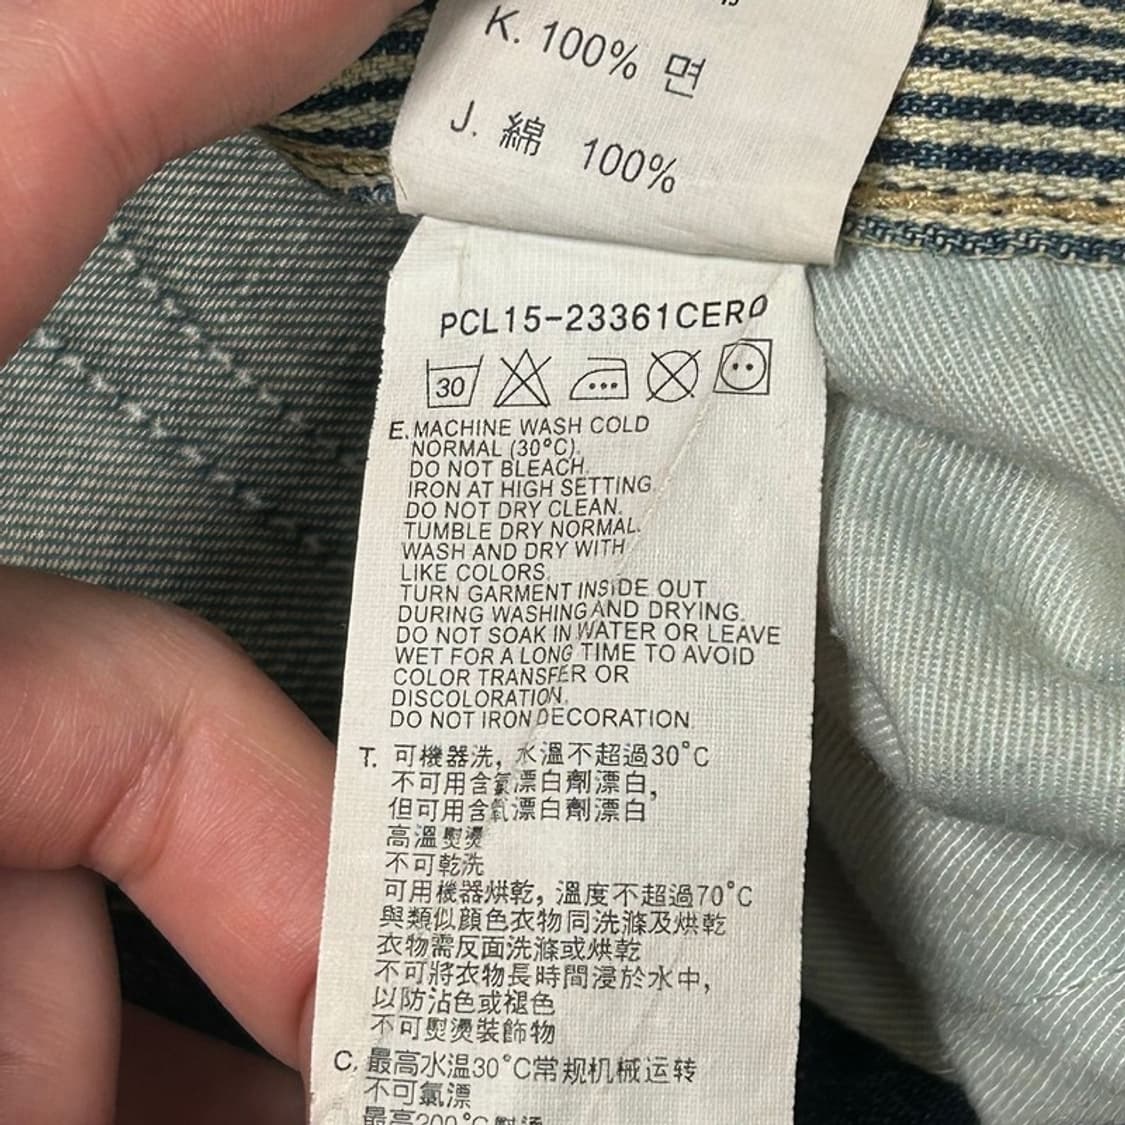 K. 100% 면
J. 綿 100%
PCL15-23361CERO
30
E. MACHINE WASH COLD
NORMAL (30°C).
DO NOT BLEACH.
IRON AT HIGH SETTING.
DO NOT DRY CLEAN.
TUMBLE DRY NORMAL.
WASH AND DRY WITH
LIKE COLORS.
TURN GARMENT INSIDE OUT
DURING WASHING AND DRYING.
DO NOT SOAK IN WATER OR LEAVE
WET FOR A LONG TIME TO AVOID
COLOR TRANSFER OR
DISCOLORATION.
DO NOT IRON DECORATION
T. 可機器洗, 水溫不超過30°C
不可用含氯漂白劑漂白,
但可用含氧漂白劑漂白
高溫熨燙
不可乾洗
可用機器烘乾, 溫度不超過70°C
與類似顏色衣物同洗滌及烘乾
衣物需反面洗滌或烘乾
不可將衣物長時間浸於水中,
以防沾色或褪色
不可熨燙裝飾物
C. 最高水温30°C常规机械运转
不可氯漂
最高200°C熨烫